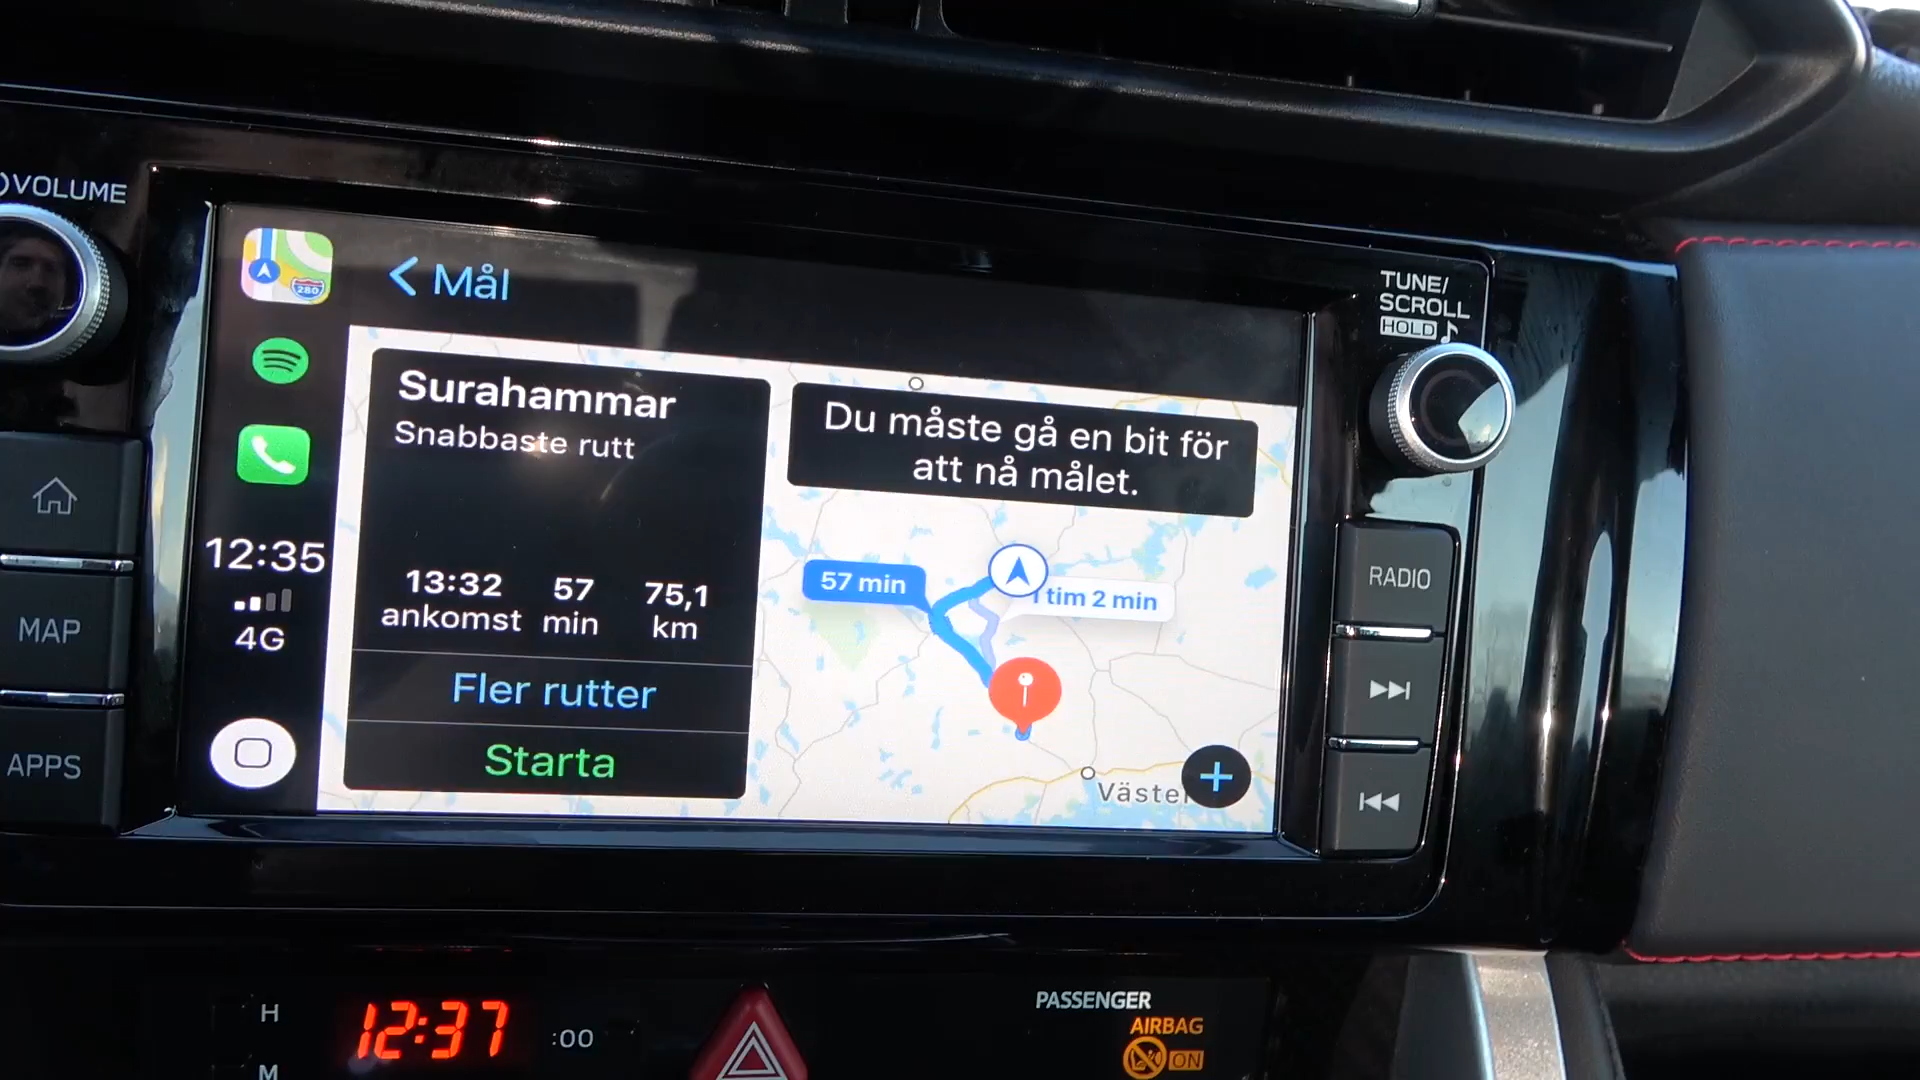 VOLUME
280
Mål
TUNE/
SCROLL
HOLD
Surahammar
Snabbaste rutt
Du måste gå en bit för
att nå målet.
12:35
4G
13:32 57 75,1
ankomst min km
57 min
tim 2 min
Fler rutter
Starta
Väste
RADIO
MAP
APPS
H
12:37
:00
M
PASSENGER
AIRBAG
ON